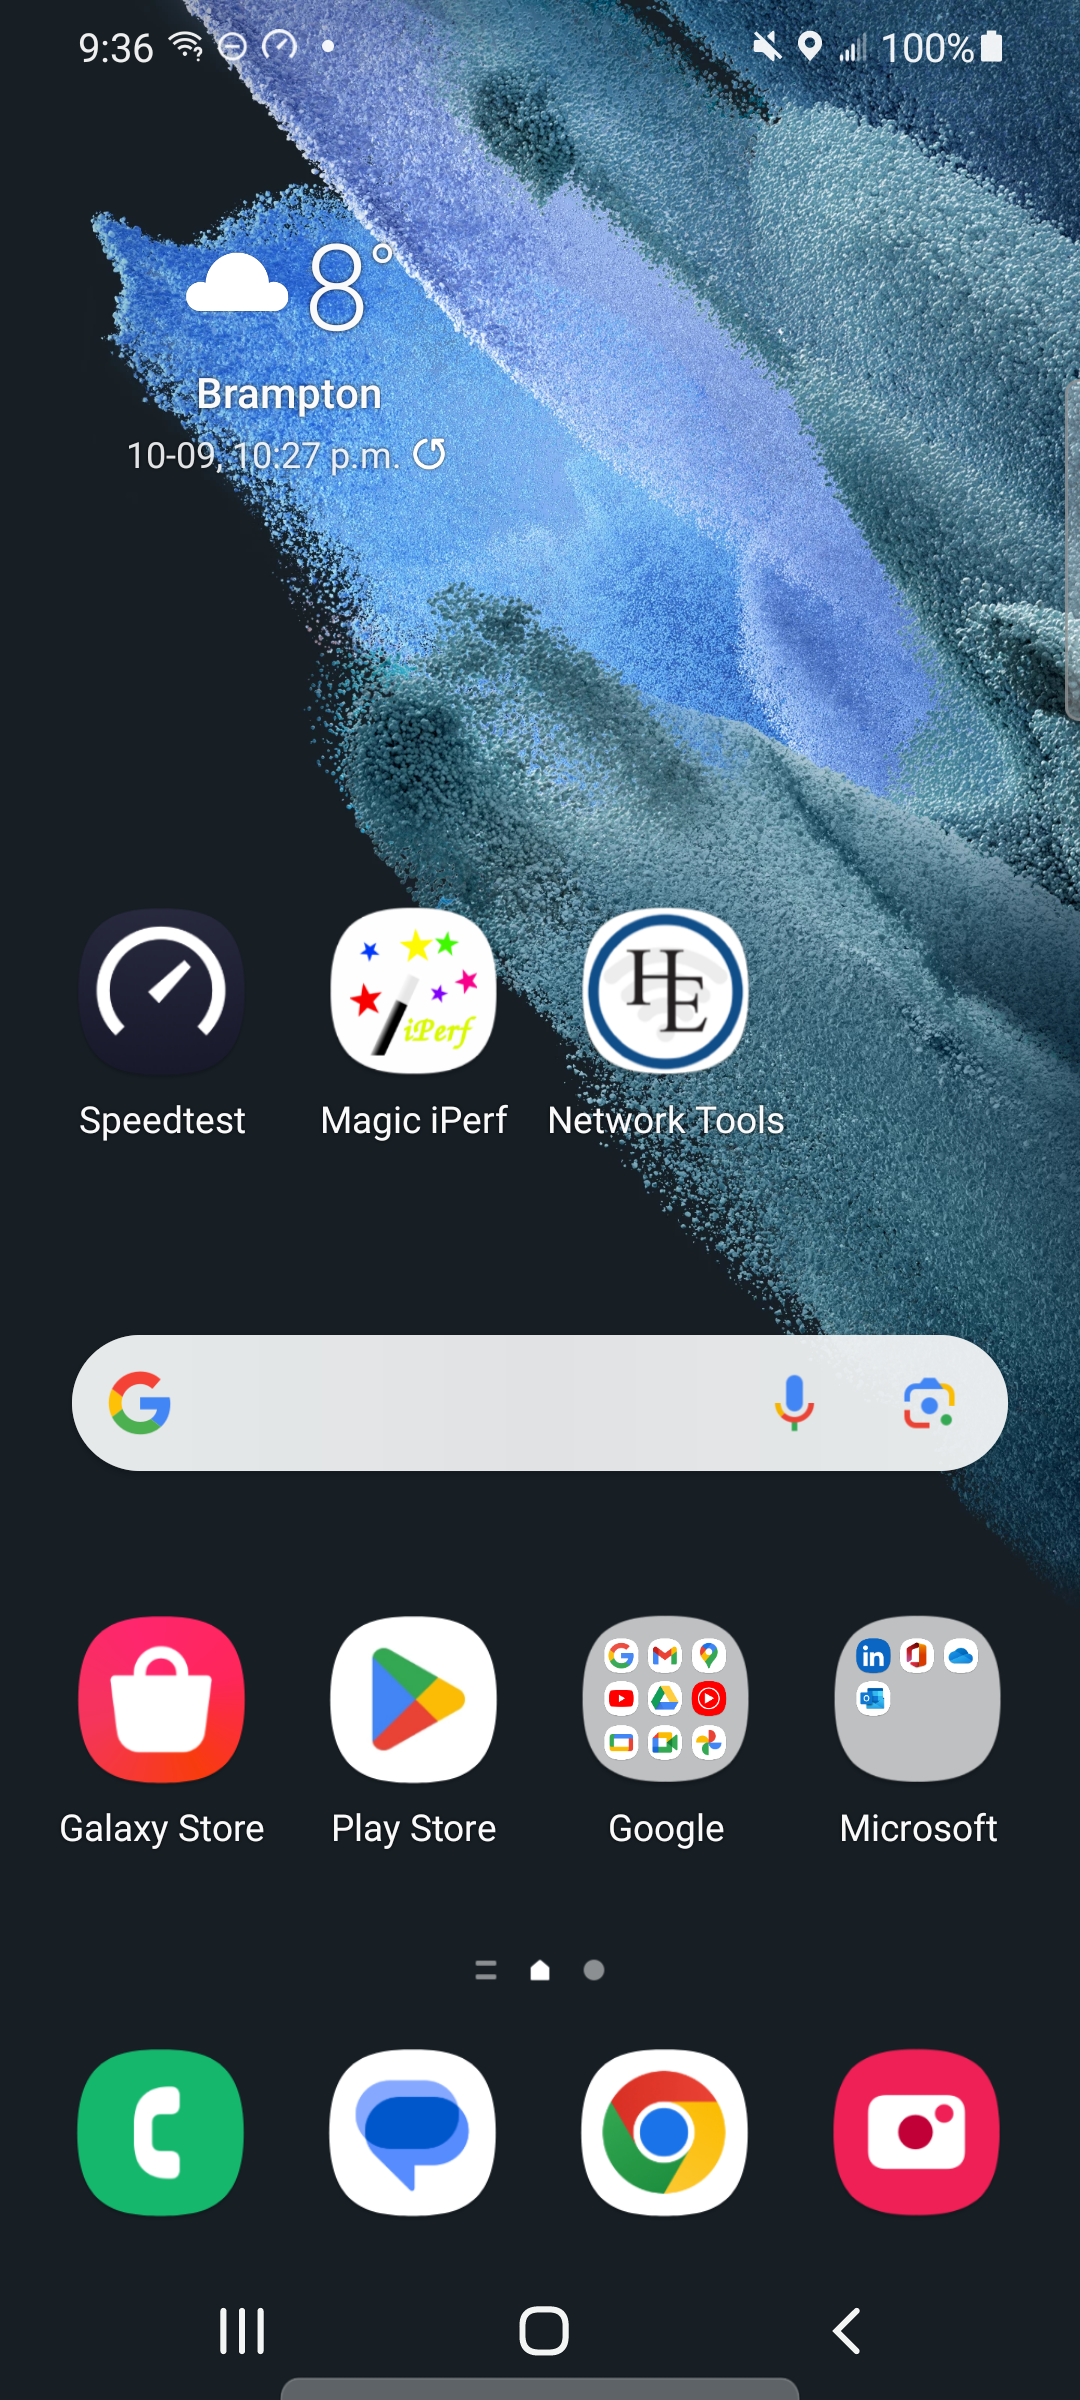 9:36 100%
8°
Brampton
10-09, 10:27 p.m.
iPerf
HE
Speedtest Magic iPerf Network Tools
Galaxy Store Play Store Google Microsoft